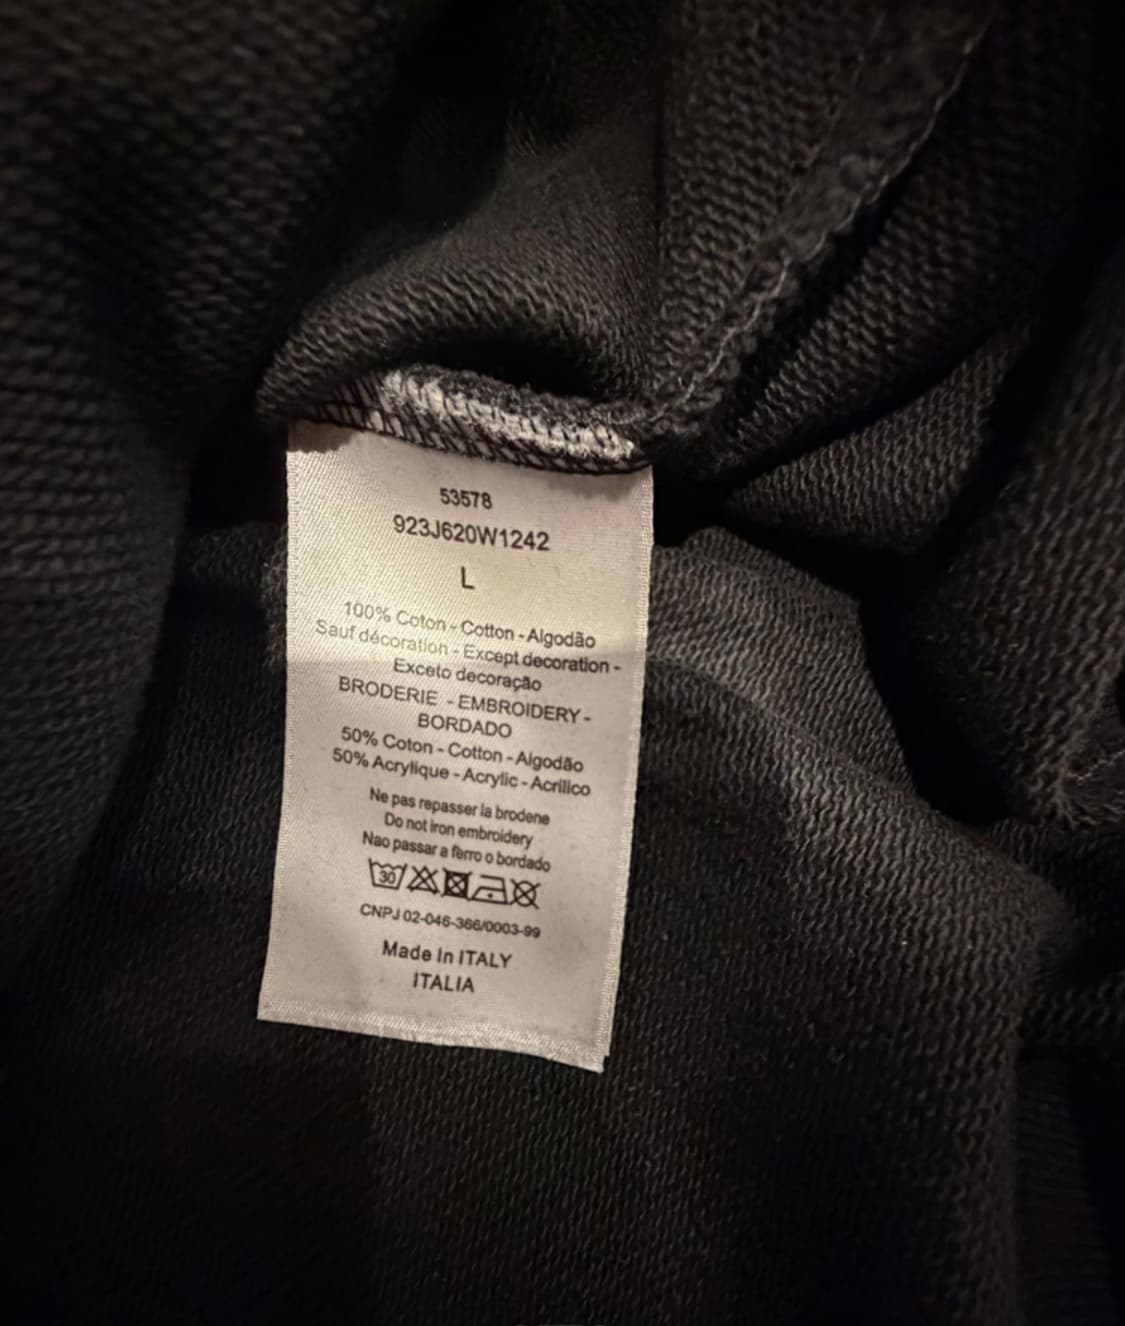 53578
923J620W1242
L
100% Coton - Cotton - Algodão
Sauf décoration - Except decoration -
Exceto decoração
BRODERIE - EMBROIDERY -
BORDADO
50% Coton - Cotton - Algodão
50% Acrylique - Acrylic - Acrilico
Ne pas repasser la brodene
Do not iron embroidery
Nao passar a ferro o bordado
30
CNPJ 02-046-366/0003-99
Made In ITALY
ITALIA